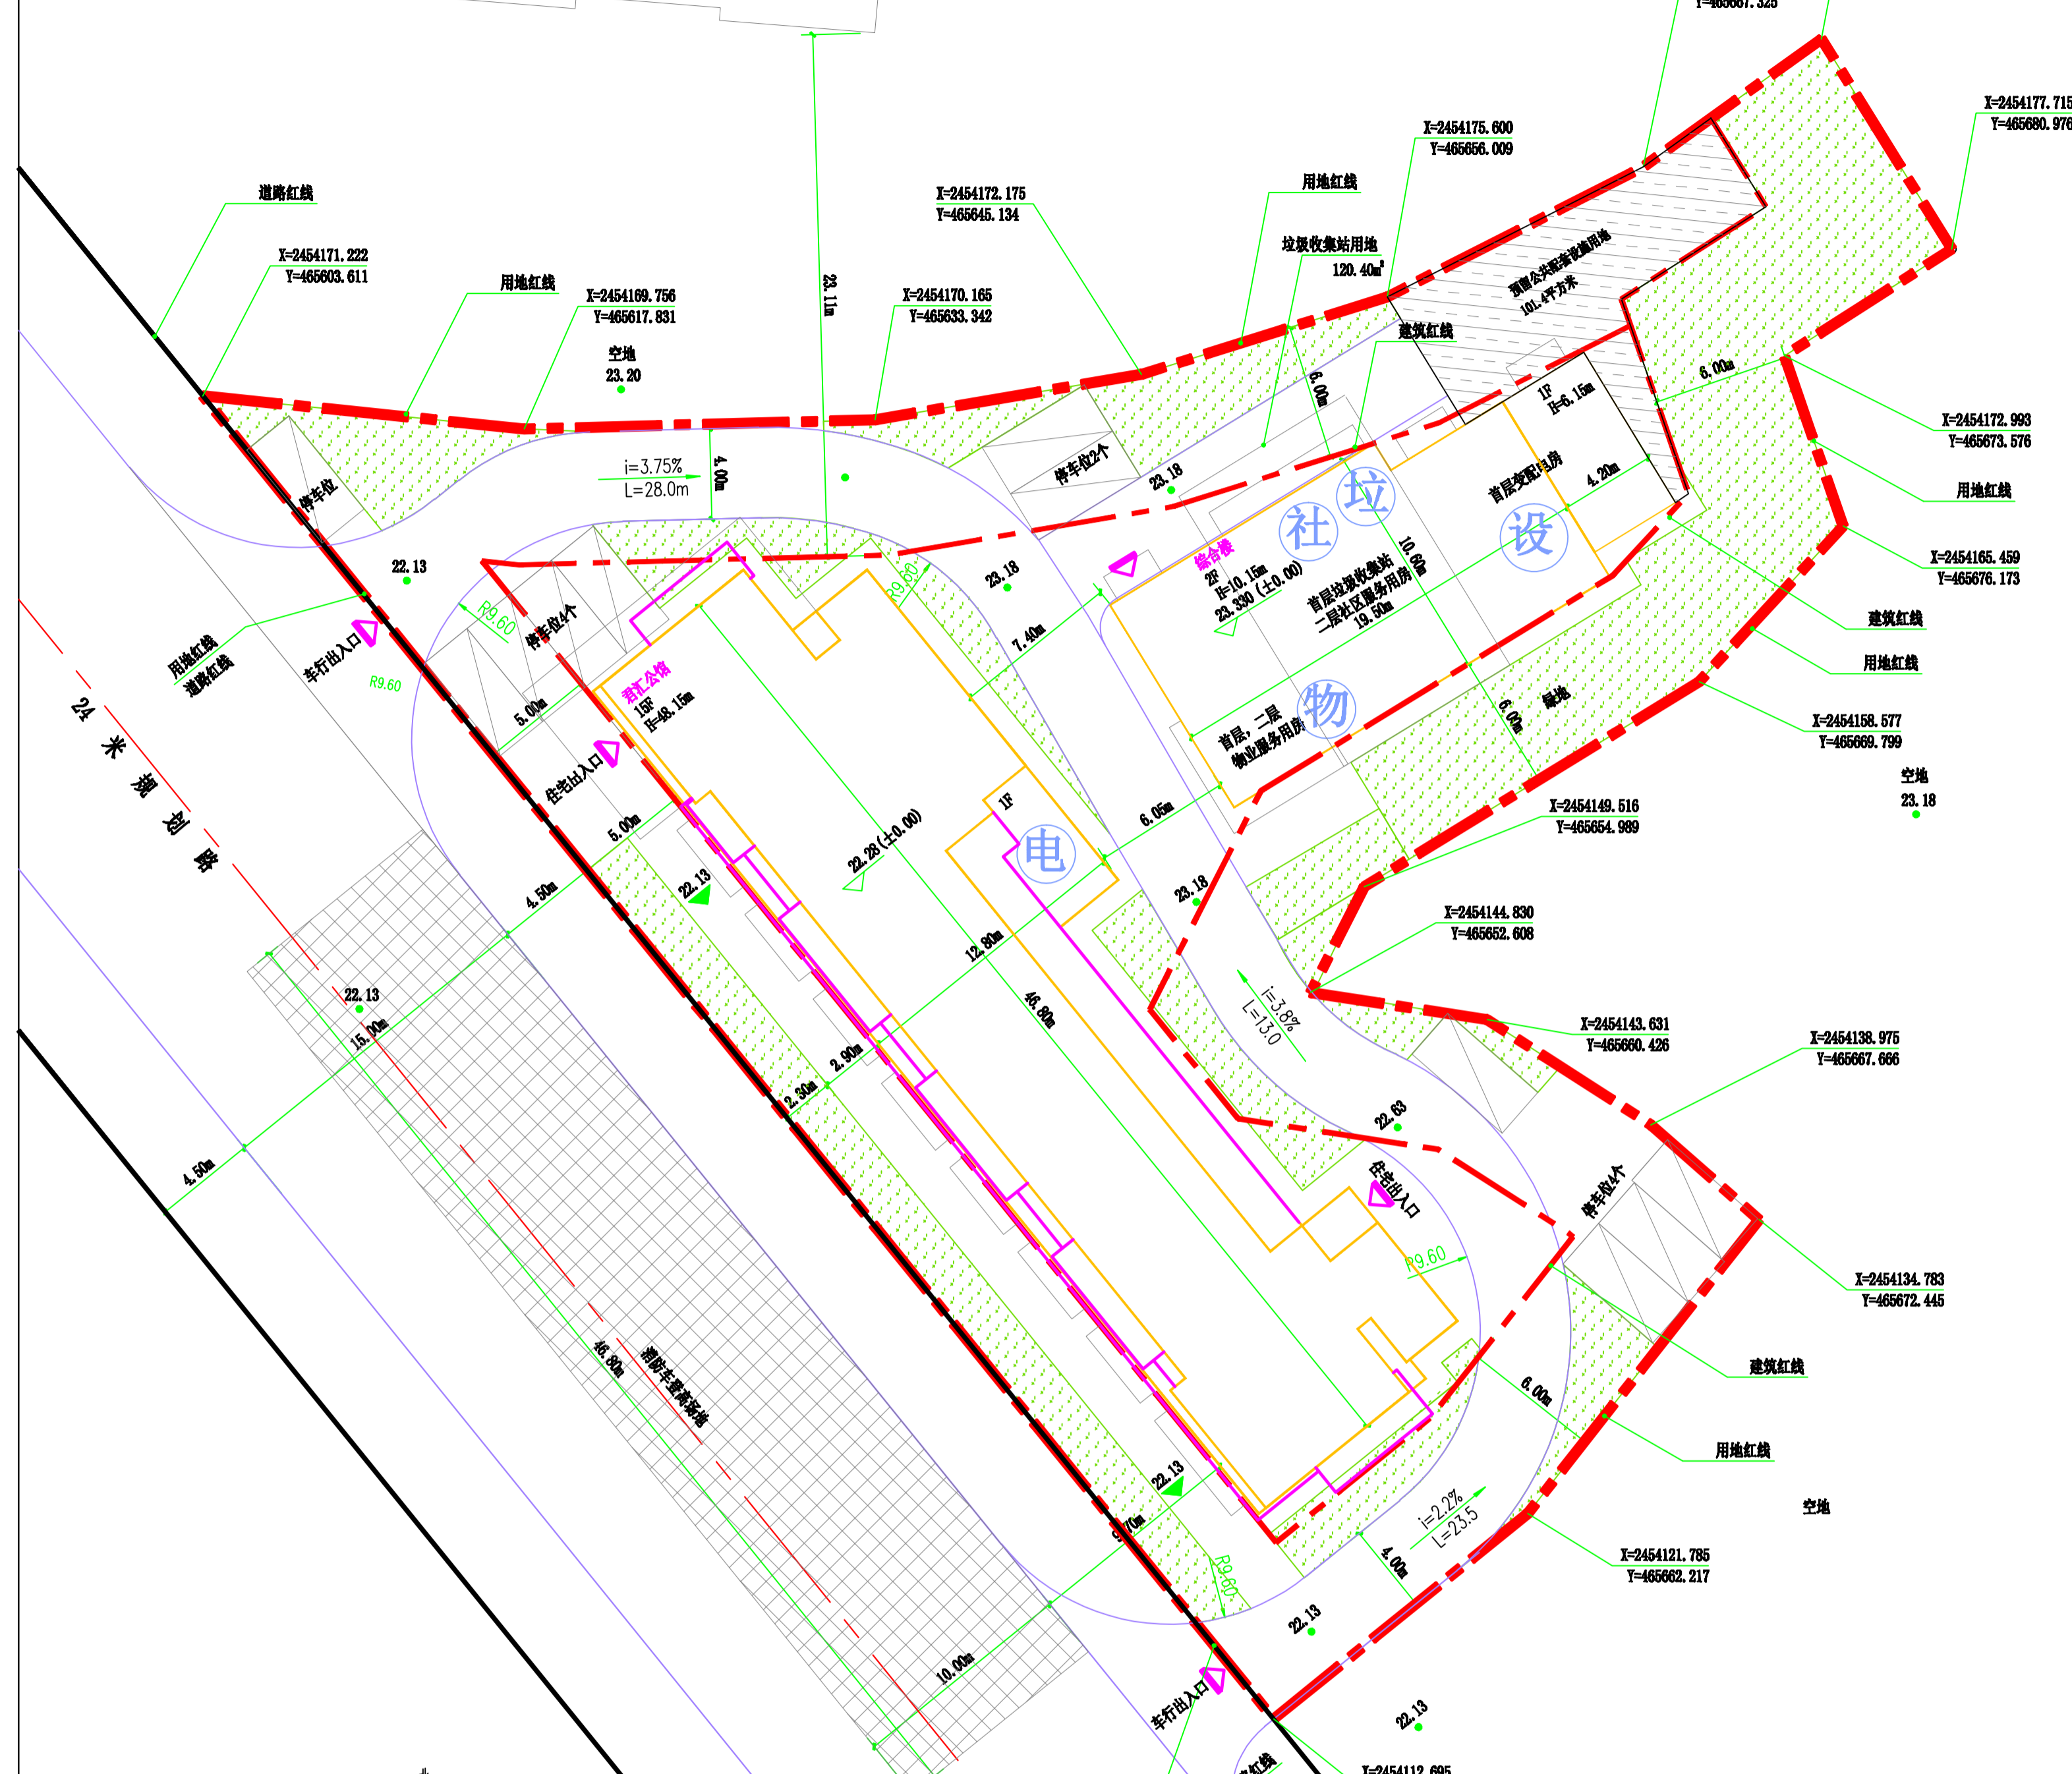 Y=465667.325
X=2454177.715
Y=465680.976
X=2454175.600
Y=465656.009
道路红线
用地红线
X=2454172.175
Y=465645.134
垃圾收集站用地
120.40㎡
预留公共配套设施用地
101.4平方米
X=2454171.222
Y=465603.611
用地红线
X=2454169.756
Y=465617.831
23.11m
X=2454170.165
Y=465633.342
建筑红线
空地
23.20
6.00m
6.00m
1F
H=6.15m
X=2454172.993
Y=465673.576
i=3.75%
L=28.0m
4.00m
停车位2个
停车位
23.18
垃
首层变配电房
4.20m
用地红线
社
设
综合楼
2F
H=10.15m
23.330(±0.00)
首层垃圾收集站
二层社区服务用房
19.50m
10.60m
X=2454165.459
Y=465676.173
22.13
R9.60
R9.60
23.18
停车位4个
7.40m
建筑红线
用地红线
用地红线
道路红线
车行出入口
R9.60
君汇公馆
15F
H=48.15m
5.00m
物
首层，二层
物业服务用房
6.00m
绿地
X=2454158.577
Y=465669.799
24米规划路
住宅出入口
5.00m
1F
6.05m
空地
23.18
X=2454149.516
Y=465654.989
22.28(±0.00)
电
22.13
4.50m
23.18
X=2454144.830
Y=465652.608
12.80m
22.13
15.00m
46.80m
i=3.8%
L=13.0
X=2454143.631
Y=465660.426
X=2454138.975
Y=465667.666
2.90m
2.30m
22.63
4.50m
住宅出入口
停车位4个
R9.60
X=2454134.783
Y=465672.445
46.80m
消防车登高场地
6.00m
建筑红线
用地红线
22.13
i=2.2%
L=23.5
空地
4.00m
R9.60
X=2454121.785
Y=465662.217
22.13
10.00m
车行出入口
22.13
X=2454112.695